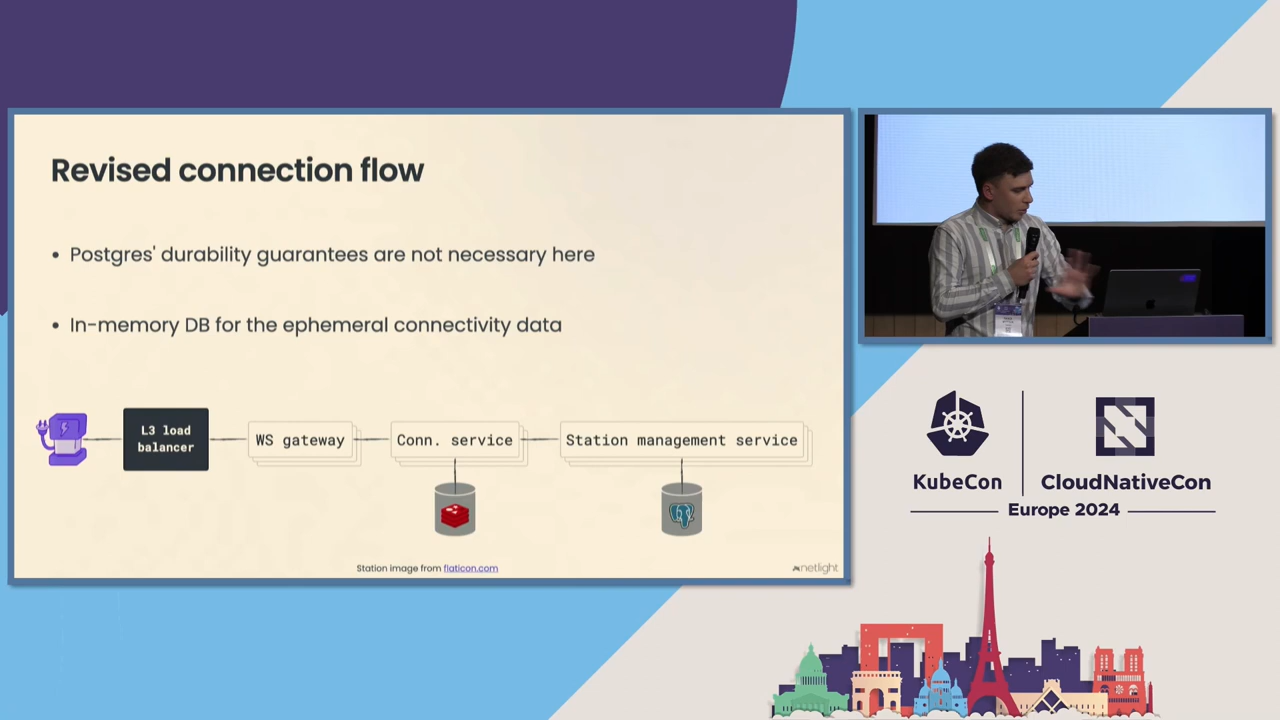 Revised connection flow
• Postgres' durability guarantees are not necessary here
• In-memory DB for the ephemeral connectivity data
L3 load
balancer
WS gateway
Conn. service
Station management service
Station image from flaticon.com
netlight
KubeCon
CloudNativeCon
Europe 2024